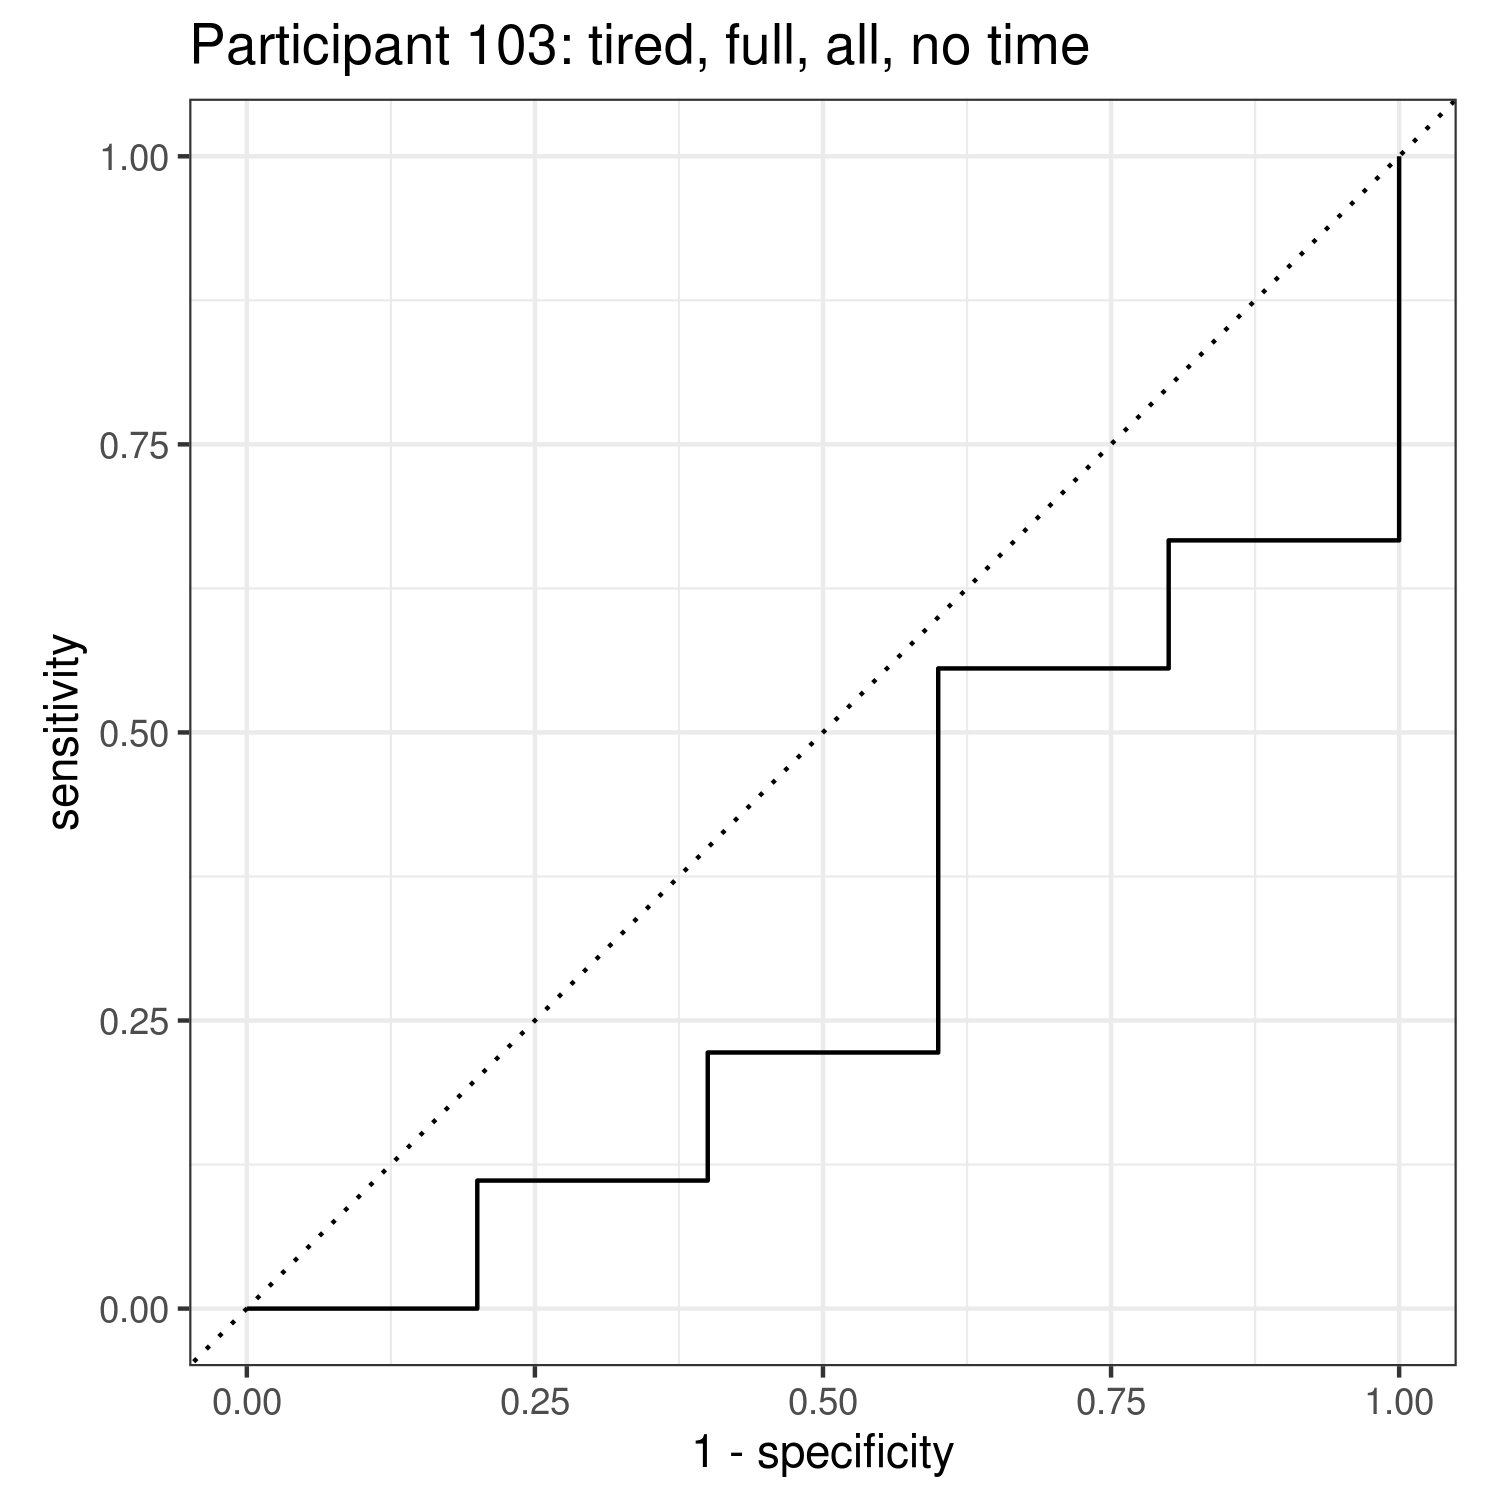 Participant 103: tired, full, all, no time
1.00
0.75
0.50
0.25
0.00
sensitivity
0.00 0.25 0.50 0.75 1.00
1 - specificity